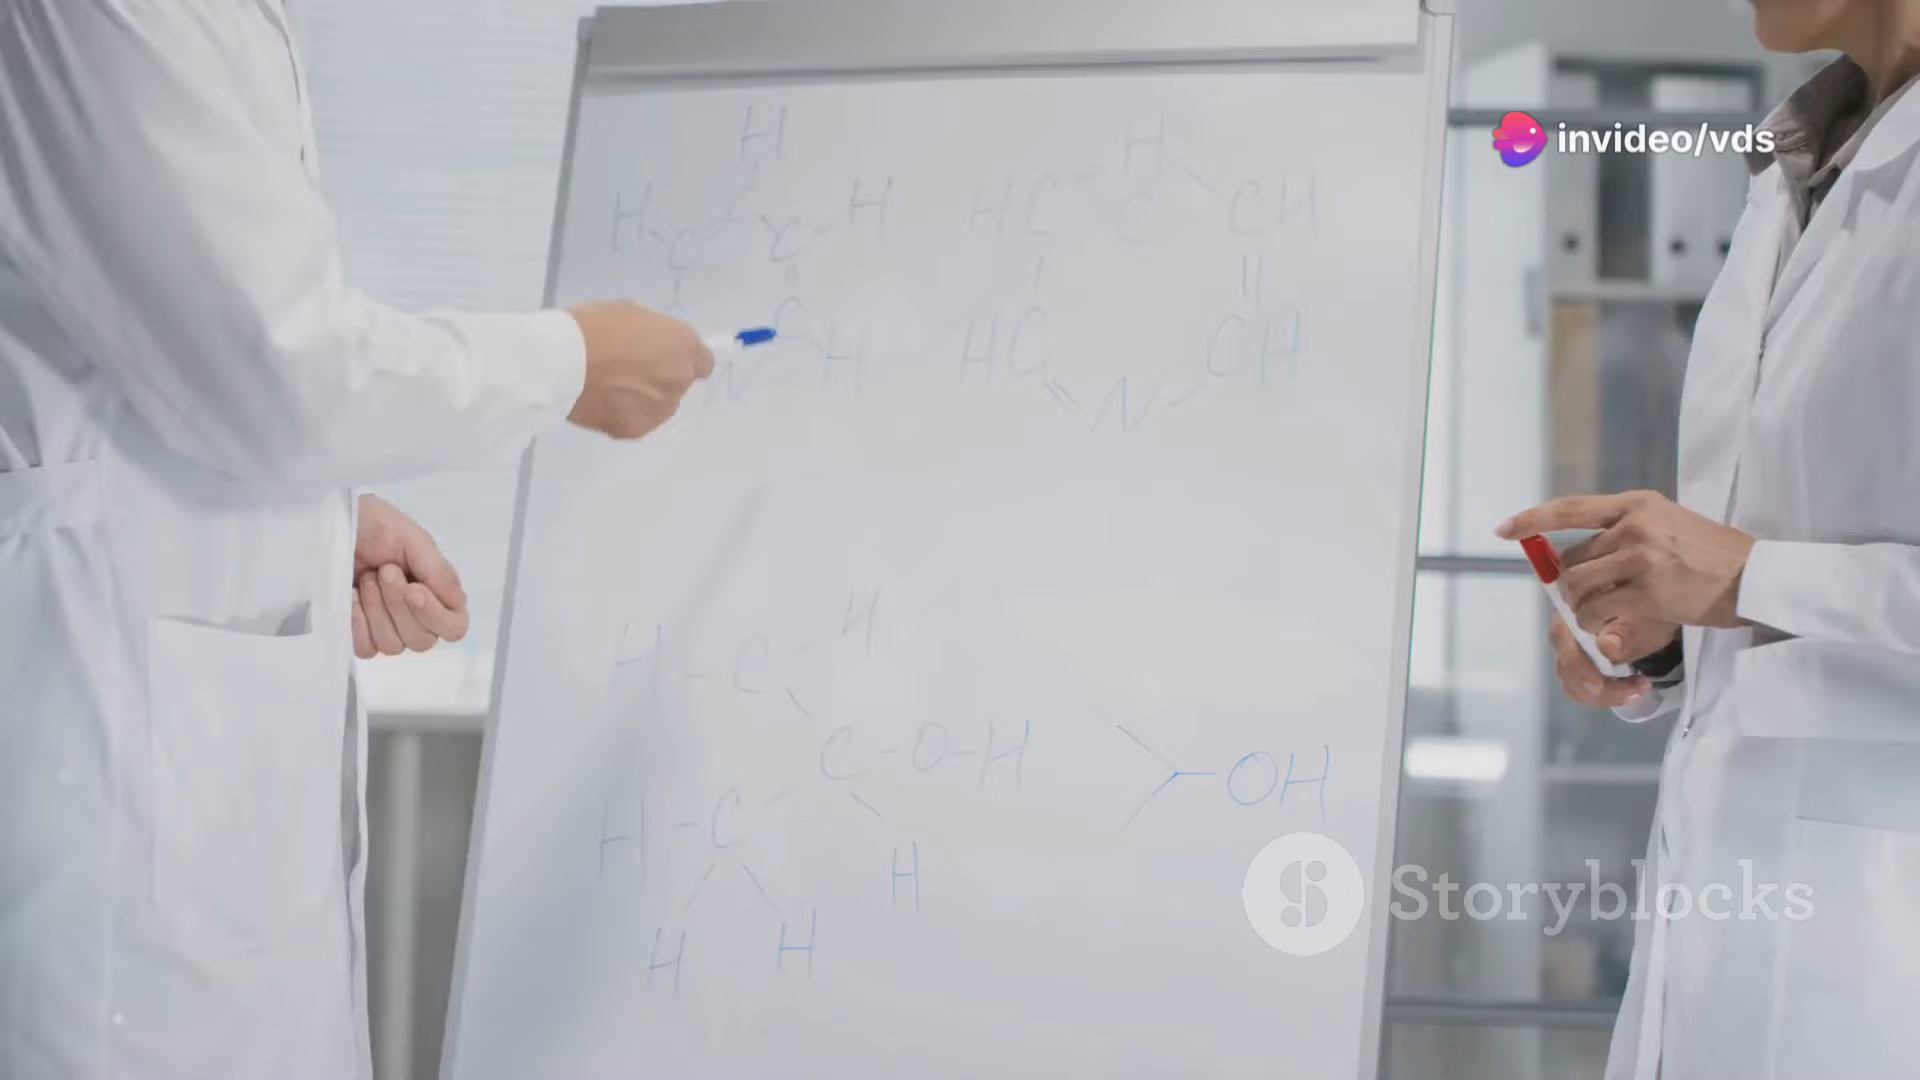 H
H
invideo/vds
H C C H
HC C CH
C
H
HC CH
N
N
H
H - C
C - O - H
OH
H - C
H
H
H
Storyblocks